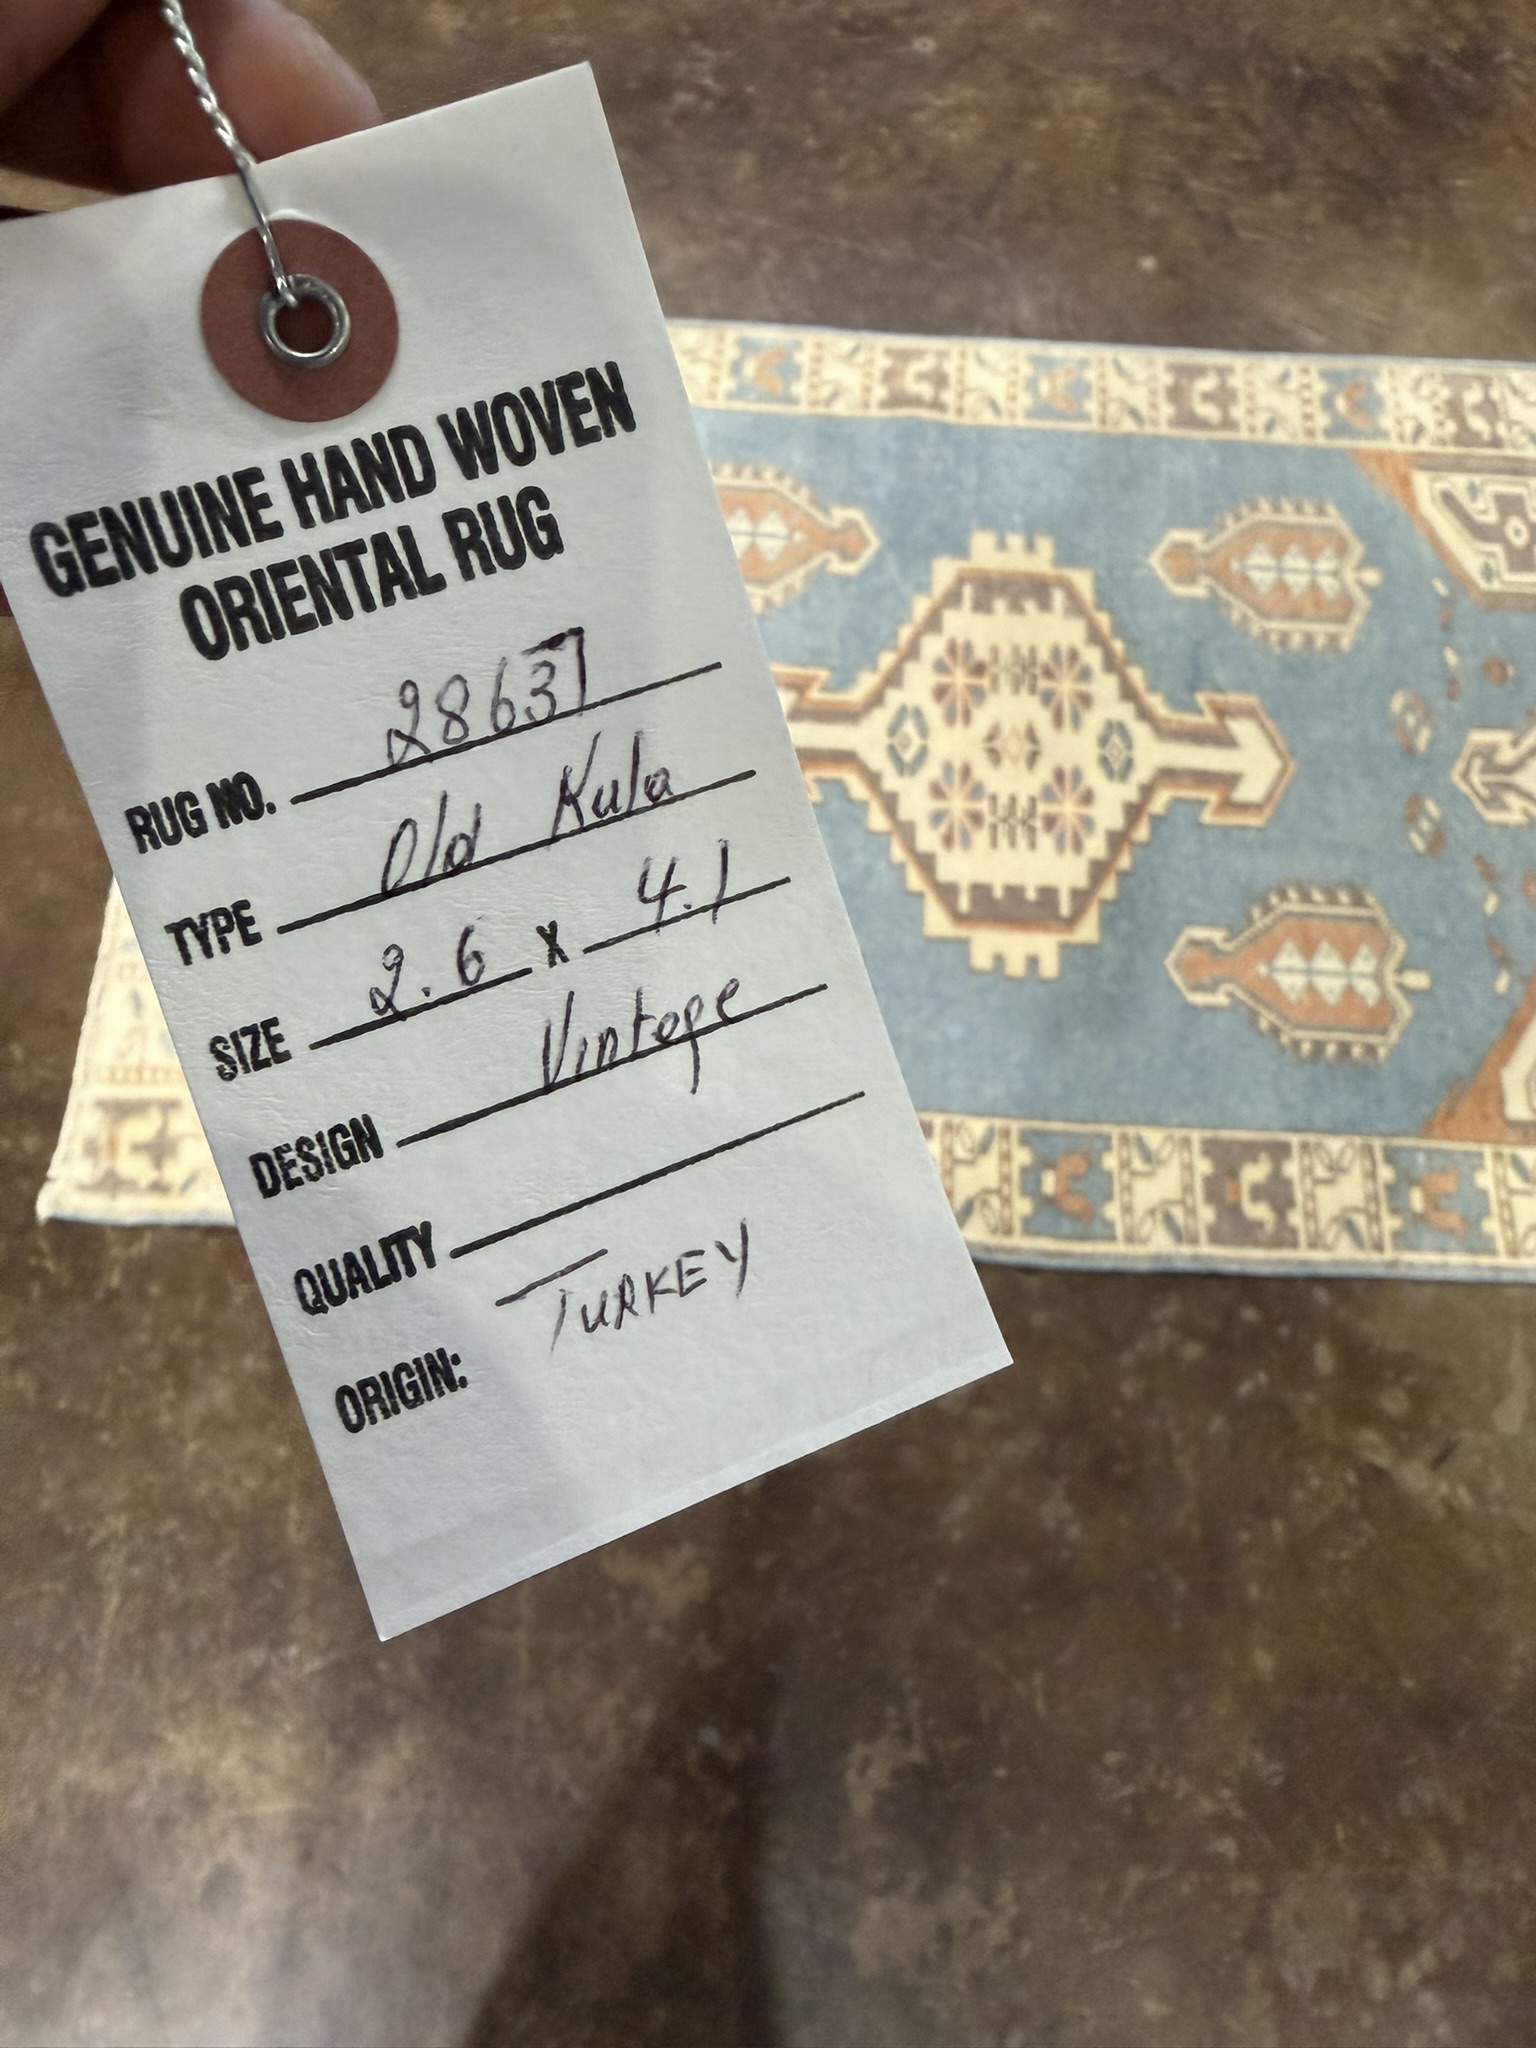 GENUINE HAND WOVEN
ORIENTAL RUG
RUG NO. 28637
TYPE Old Kula
SIZE 2.6 X 4.1
DESIGN Vintage
QUALITY
ORIGIN: TURKEY